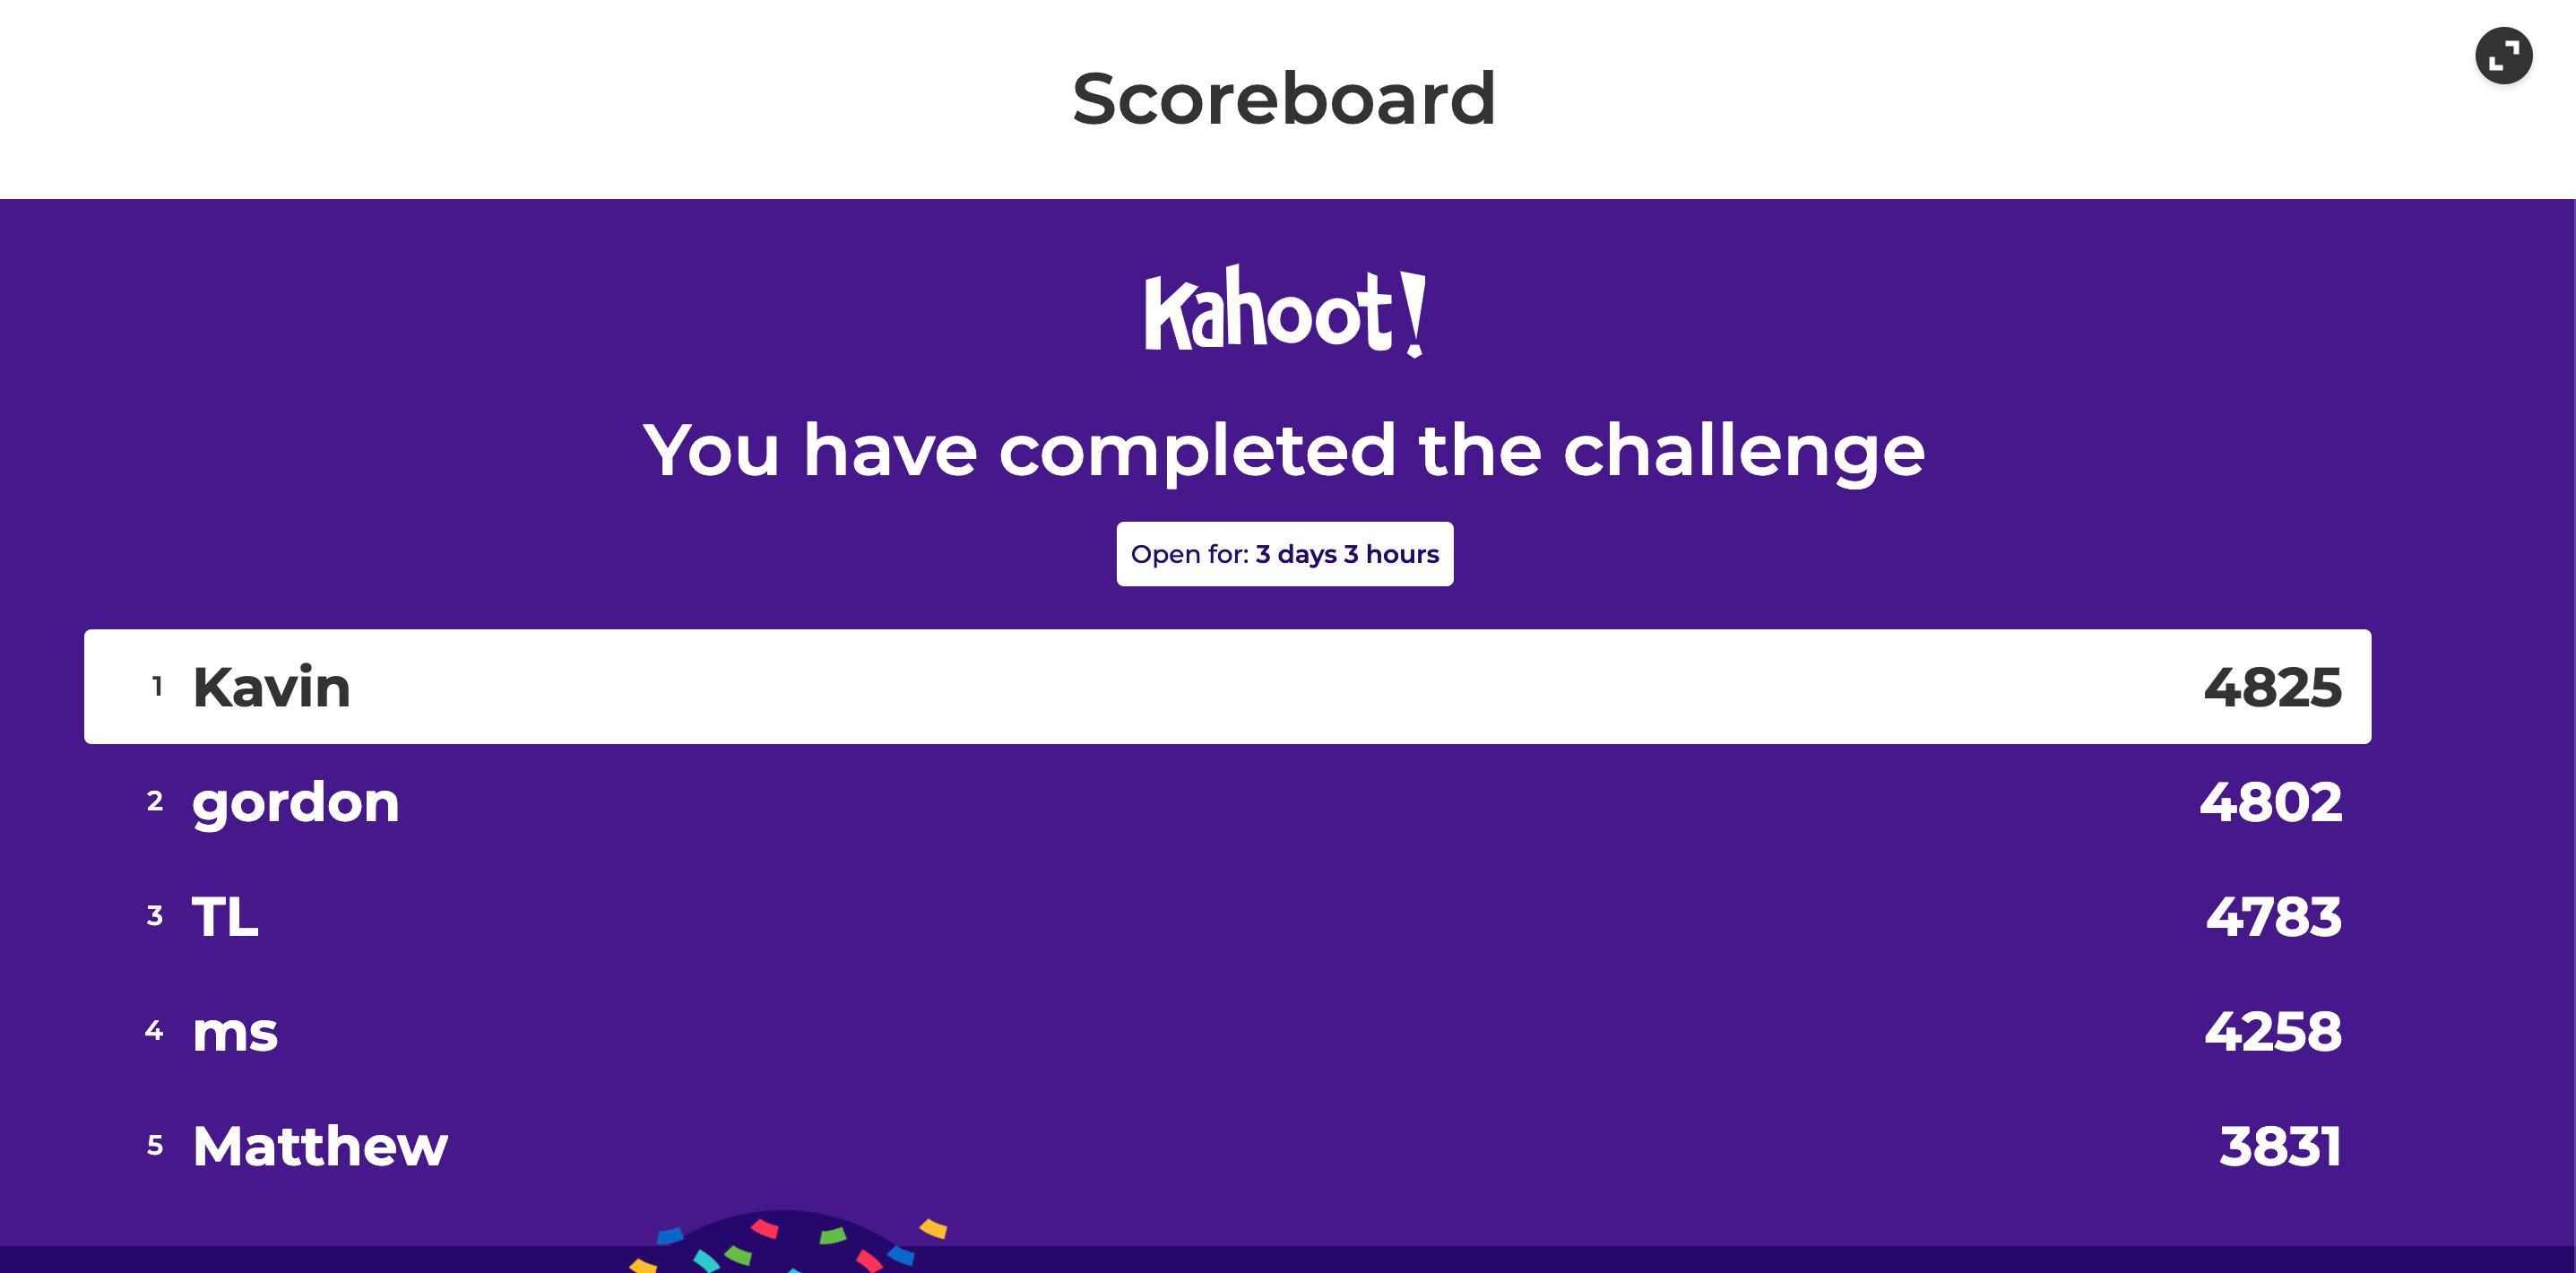 Scoreboard
Kahoot!
You have completed the challenge
Open for: 3 days 3 hours
1 Kavin 4825
2 gordon 4802
3 TL 4783
4 ms 4258
5 Matthew 3831